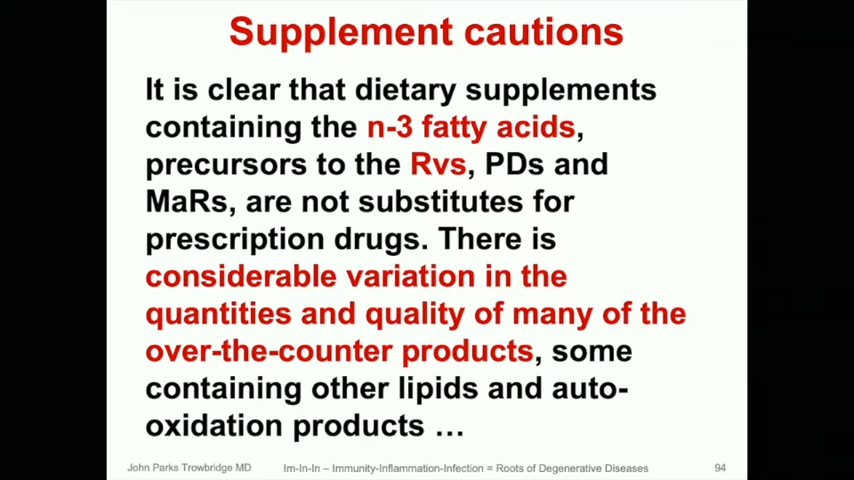 Supplement cautions
It is clear that dietary supplements
containing the n-3 fatty acids,
precursors to the Rvs, PDs and
MaRs, are not substitutes for
prescription drugs. There is
considerable variation in the
quantities and quality of many of the
over-the-counter products, some
containing other lipids and auto-
oxidation products …
John Parks Trowbridge MD Im-In-In – Immunity-Inflammation-Infection = Roots of Degenerative Diseases 94